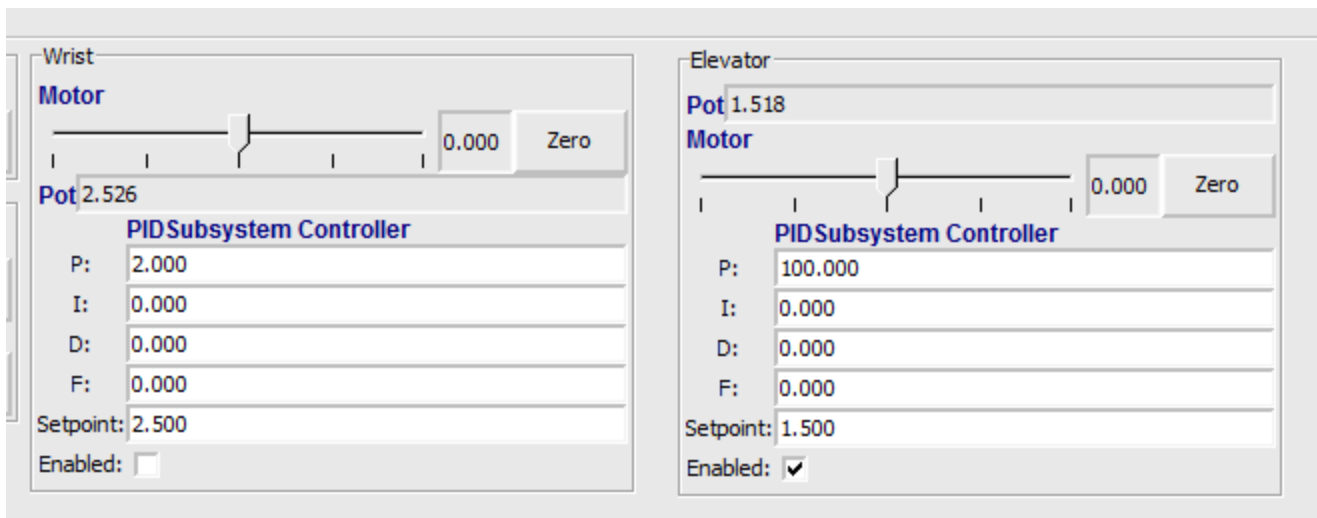 Wrist
Motor
0.000 Zero
Pot 2.526
PIDSubsystem Controller
P: 2.000
I: 0.000
D: 0.000
F: 0.000
Setpoint: 2.500
Enabled:
Elevator
Pot 1.518
Motor
0.000 Zero
PIDSubsystem Controller
P: 100.000
I: 0.000
D: 0.000
F: 0.000
Setpoint: 1.500
Enabled: